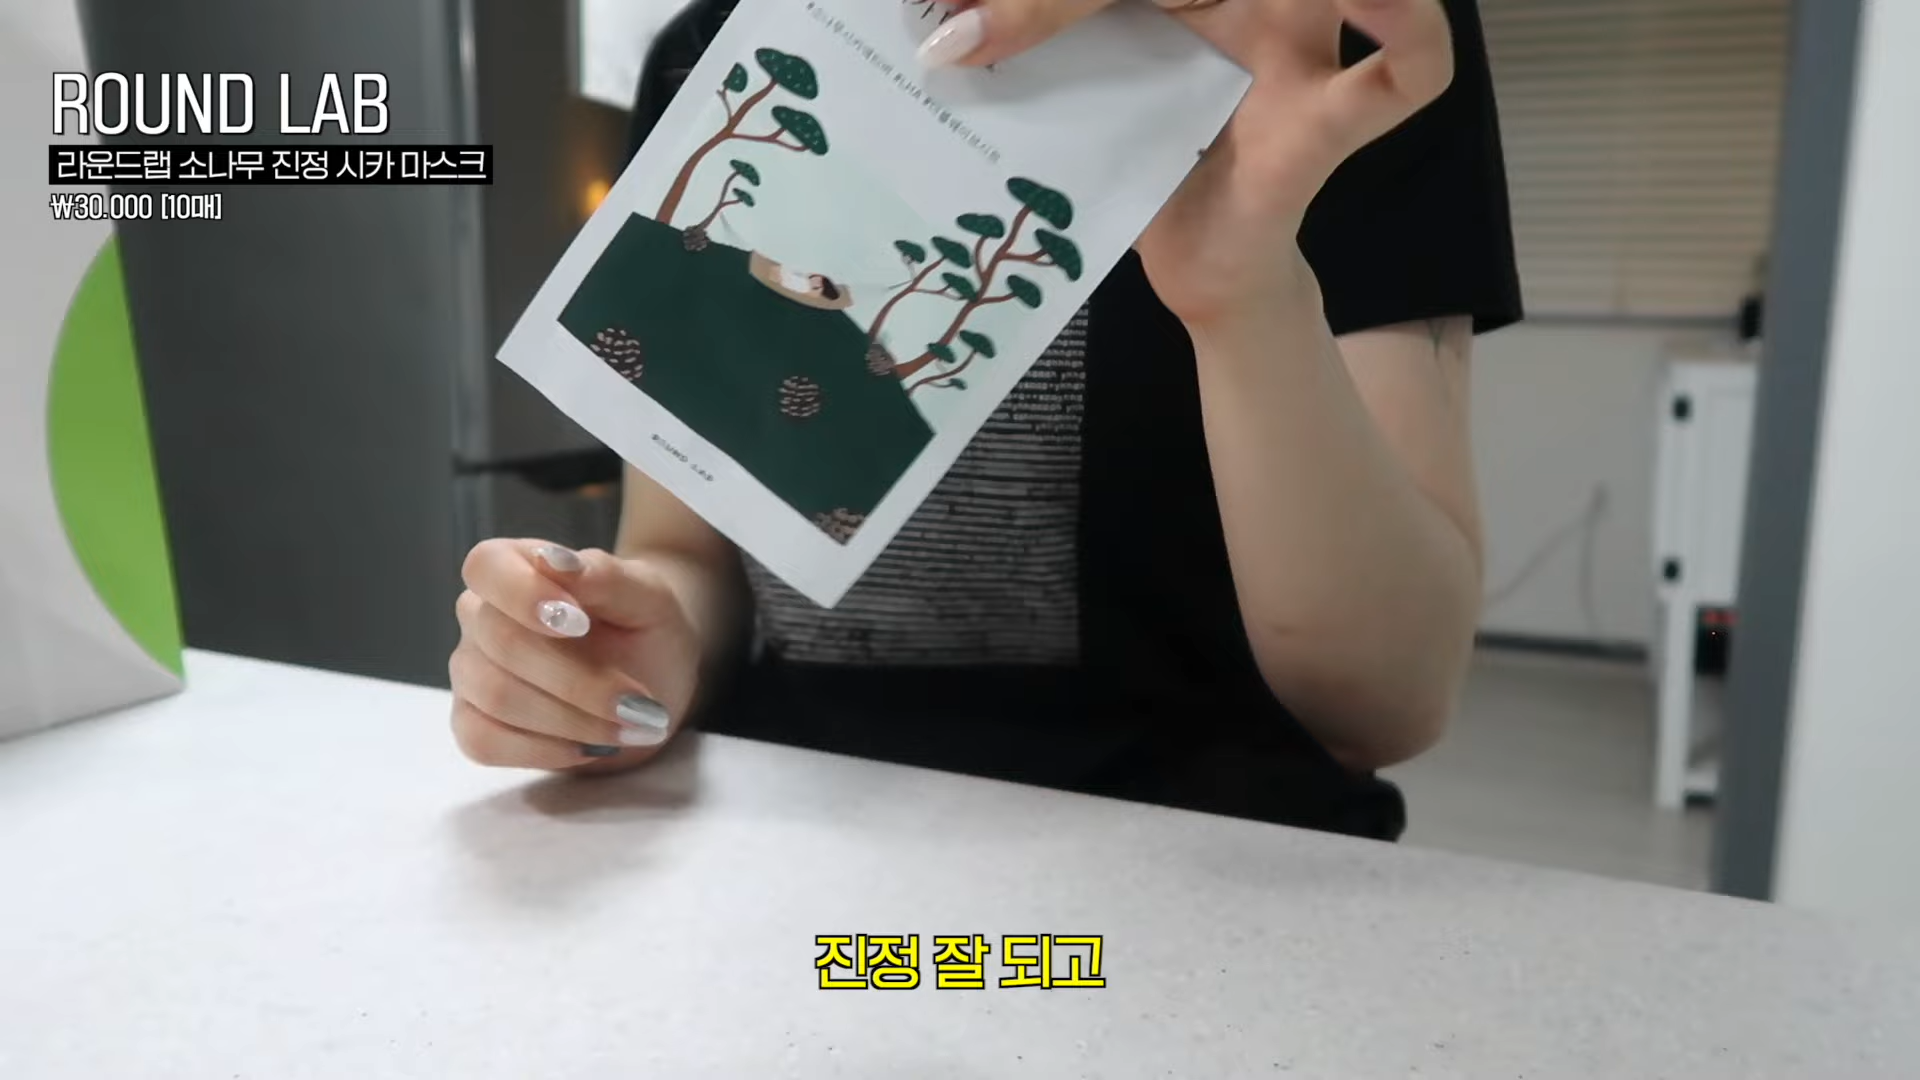 ROUND LAB
라운드랩 소나무 진정 시카 마스크
₩30.000 [10매]
ROUND LAB
진정 잘 되고